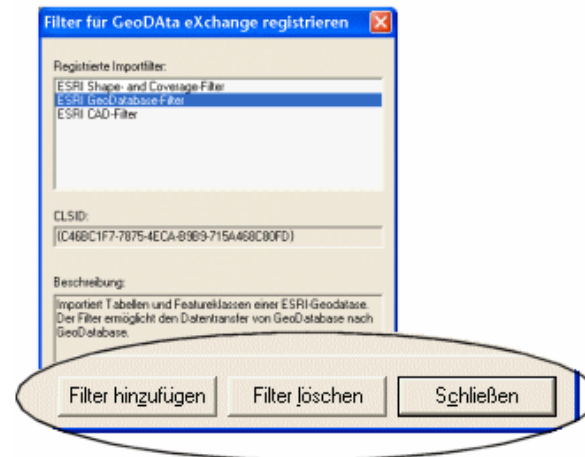 Filter für GeoDAta eXchange registrieren
Registrierte Importfilter:
ESRI Shape- and Coverage-Filter
ESRI GeoDatabase-Filter
ESRI CAD-Filter
CLSID:
{C46BC1F7-7875-4ECA-B9B9-715A468C80FD}
Beschreibung:
Importiert Tabellen und Featureklassen einer ESRI-Geodatase.
Der Filter ermöglicht den Datentransfer von GeoDatabase nach
GeoDatabase.
Filter hinzufügen
Filter löschen
Schließen